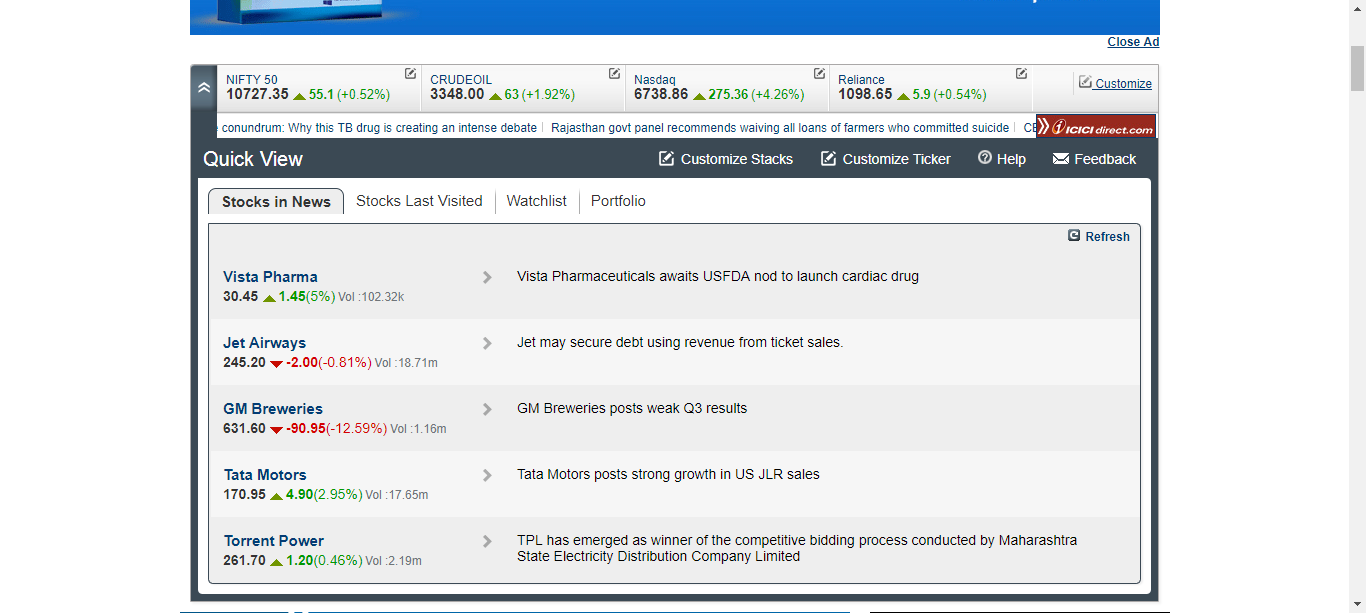 Close Ad
NIFTY 50
10727.35 55.1 (+0.52%)
CRUDEOIL
3348.00 63 (+1.92%)
Nasdaq
6738.86 275.36 (+4.26%)
Reliance
1098.65 5.9 (+0.54%)
Customize
conundrum: Why this TB drug is creating an intense debate | Rajasthan govt panel recommends waiving all loans of farmers who committed suicide |
ICICI direct.com
Quick View
Customize Stacks
Customize Ticker
Help
Feedback
Stocks in News
Stocks Last Visited
Watchlist
Portfolio
Refresh
Vista Pharma
30.45 1.45(5%) Vol :102.32k
Vista Pharmaceuticals awaits USFDA nod to launch cardiac drug
Jet Airways
245.20 -2.00(-0.81%) Vol :18.71m
Jet may secure debt using revenue from ticket sales.
GM Breweries
631.60 -90.95(-12.59%) Vol :1.16m
GM Breweries posts weak Q3 results
Tata Motors
170.95 4.90(2.95%) Vol :17.65m
Tata Motors posts strong growth in US JLR sales
Torrent Power
261.70 1.20(0.46%) Vol :2.19m
TPL has emerged as winner of the competitive bidding process conducted by Maharashtra
State Electricity Distribution Company Limited